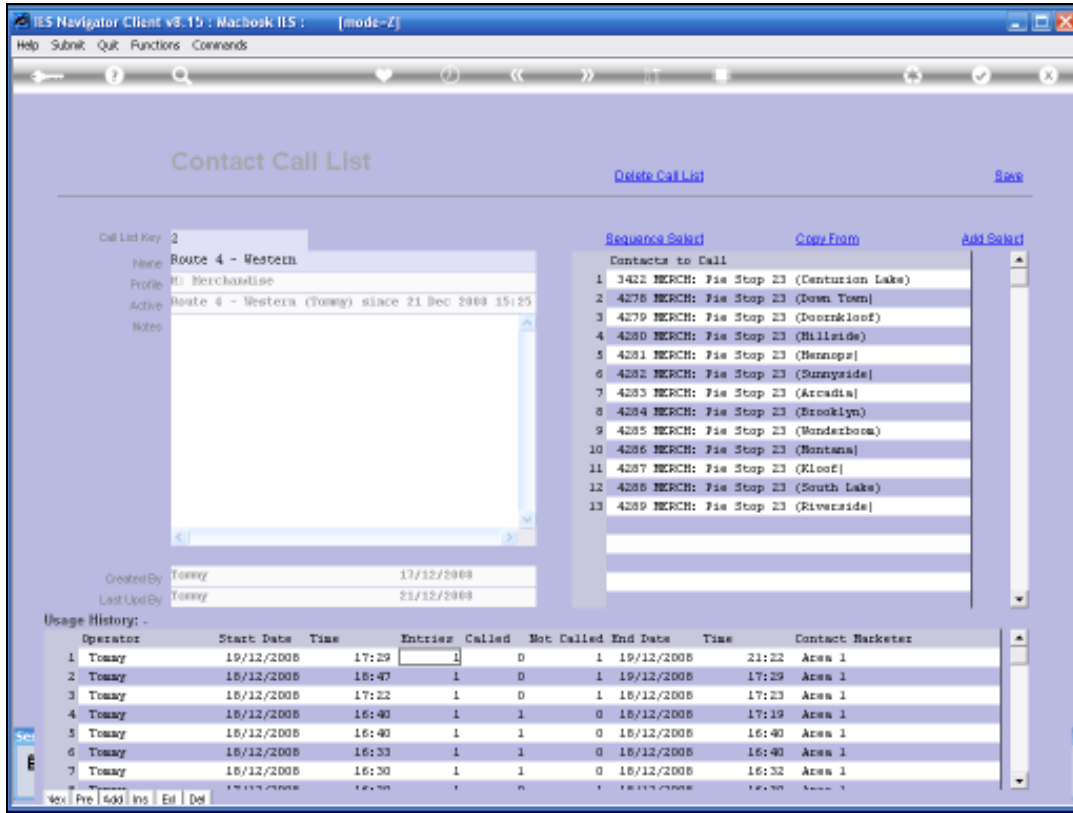 IES Navigator Client v8.15 : Macbook IES : [mode-Z]
Help Submit Quit Functions Commands
Contact Call List
Delete Call List Save
Call List Key 2
Sequence Select Copy From Add Select
Name Route 4 - Western
Profile M: Merchandise
Active Route 4 - Western (Tommy) since 21 Dec 2008 15:25
Notes
Contacts to Call
1 3422 MERCH: Pie Stop 23 (Centurion Lake)
2 4278 MERCH: Pie Stop 23 (Down Town)
3 4279 MERCH: Pie Stop 23 (Doornkloof)
4 4280 MERCH: Pie Stop 23 (Hillside)
5 4281 MERCH: Pie Stop 23 (Hennops)
6 4282 MERCH: Pie Stop 23 (Sunnyside)
7 4283 MERCH: Pie Stop 23 (Arcadia)
8 4284 MERCH: Pie Stop 23 (Brooklyn)
9 4285 MERCH: Pie Stop 23 (Wonderboom)
10 4286 MERCH: Pie Stop 23 (Montana)
11 4287 MERCH: Pie Stop 23 (Kloof)
12 4288 MERCH: Pie Stop 23 (South Lake)
13 4289 MERCH: Pie Stop 23 (Riverside)
Created By Tommy 17/12/2008
Last Upd By Tommy 21/12/2008
Usage History: -
Operator Start Date Time Entries Called Not Called End Date Time Contact Marketer
1 Tommy 19/12/2008 17:29 1 0 1 19/12/2008 21:22 Area 1
2 Tommy 18/12/2008 18:47 1 0 1 19/12/2008 17:29 Area 1
3 Tommy 18/12/2008 17:22 1 0 1 18/12/2008 17:23 Area 1
4 Tommy 18/12/2008 16:40 1 1 0 18/12/2008 17:19 Area 1
5 Tommy 18/12/2008 16:40 1 1 0 18/12/2008 16:40 Area 1
6 Tommy 18/12/2008 16:33 1 1 0 18/12/2008 16:40 Area 1
7 Tommy 18/12/2008 16:30 1 1 0 18/12/2008 16:32 Area 1
Nex Pre Add Ins Exl Del